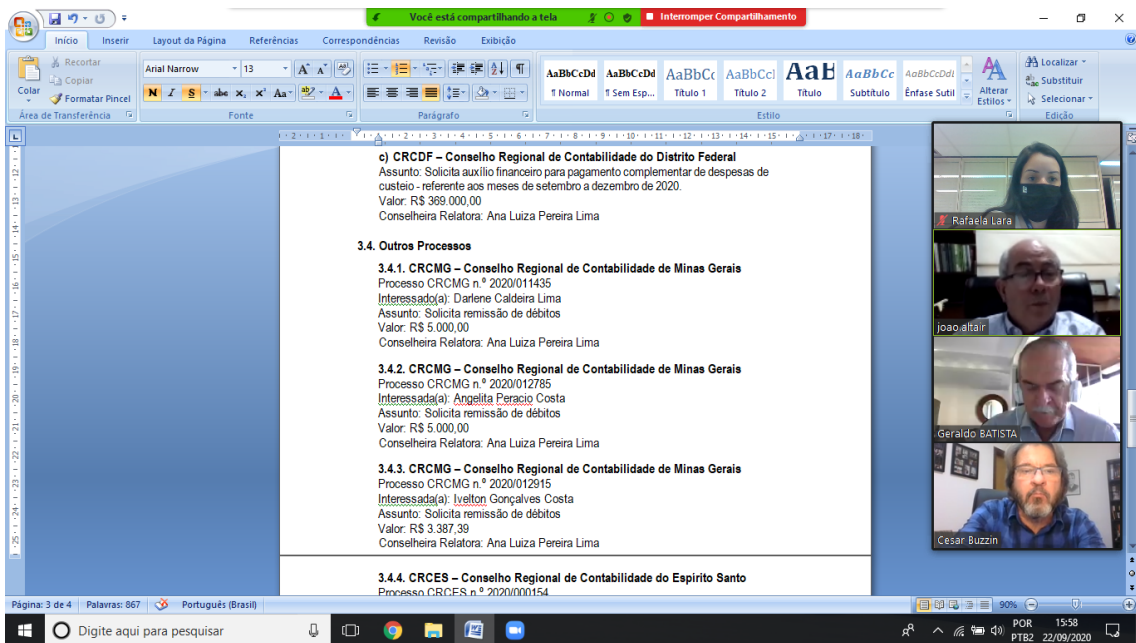 Você está compartilhando a tela
Interromper Compartilhamento
Início Inserir Layout da Página Referências Correspondências Revisão Exibição
Colar
Recortar
Copiar
Formatar Pincel
Área de Transferência
Arial Narrow 13
N I S abc x₂ x² Aa
Fonte
Parágrafo
AaBbCcDd AaBbCcDd AaBbCc AaBbCcI AaB AaBbCc AaBbCcDdI
¶ Normal ¶ Sem Esp... Título 1 Título 2 Título Subtítulo Ênfase Sutil
Alterar Estilos
Estilo
Localizar
Substituir
Selecionar
Edição
c) CRCDF – Conselho Regional de Contabilidade do Distrito Federal
Assunto: Solicita auxílio financeiro para pagamento complementar de despesas de
custeio - referente aos meses de setembro a dezembro de 2020.
Valor: R$ 369.000,00
Conselheira Relatora: Ana Luiza Pereira Lima
3.4. Outros Processos
3.4.1. CRCMG – Conselho Regional de Contabilidade de Minas Gerais
Processo CRCMG n.º 2020/011435
Interessado(a): Darlene Caldeira Lima
Assunto: Solicita remissão de débitos
Valor: R$ 5.000,00
Conselheira Relatora: Ana Luiza Pereira Lima
3.4.2. CRCMG – Conselho Regional de Contabilidade de Minas Gerais
Processo CRCMG n.º 2020/012785
Interessada(a): Angelita Peracio Costa
Assunto: Solicita remissão de débitos
Valor: R$ 5.000,00
Conselheira Relatora: Ana Luiza Pereira Lima
3.4.3. CRCMG – Conselho Regional de Contabilidade de Minas Gerais
Processo CRCMG n.º 2020/012915
Interessada(a): Ivelton Gonçalves Costa
Assunto: Solicita remissão de débitos
Valor: R$ 3.387,39
Conselheira Relatora: Ana Luiza Pereira Lima
3.4.4. CRCES – Conselho Regional de Contabilidade do Espirito Santo
Processo CRCES n.º 2020/000154
Rafaela Lara
joao.altair
Geraldo BATISTA
Cesar Buzzin
Página: 3 de 4 Palavras: 867 Português (Brasil) 90%
Digite aqui para pesquisar
POR
PTB2
15:58
22/09/2020